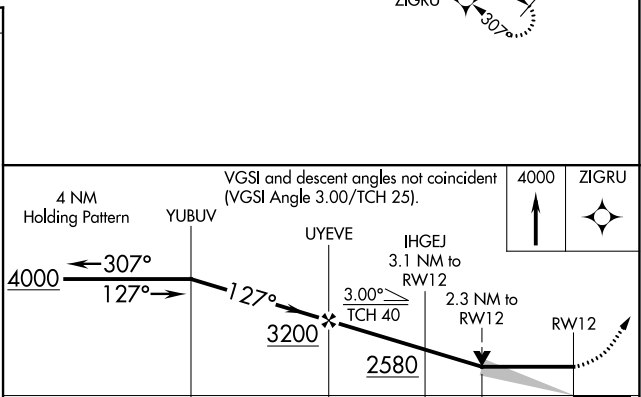 ZIGRU
307°
VGSI and descent angles not coincident
(VGSI Angle 3.00/TCH 25).
4000
ZIGRU
4 NM
Holding Pattern
YUBUV
UYEVE
IHGEJ
3.1 NM to
RW12
4000
307°
127°
127°
3.00°
TCH 40
2.3 NM to
RW12
RW12
3200
2580